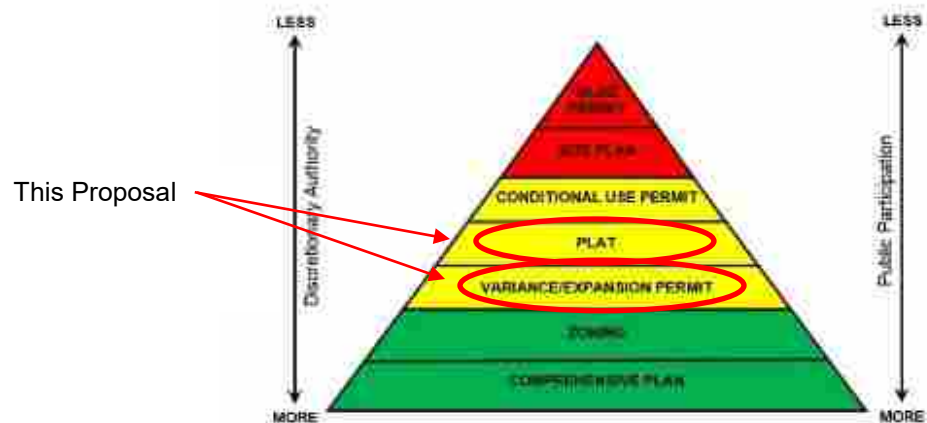 LESS
LESS
PERMIT
SITE PLAN
CONDITIONAL USE PERMIT
This Proposal
Discretionary Authority
Public Participation
PLAT
VARIANCE/EXPANSION PERMIT
ZONING
COMPREHENSIVE PLAN
MORE
MORE